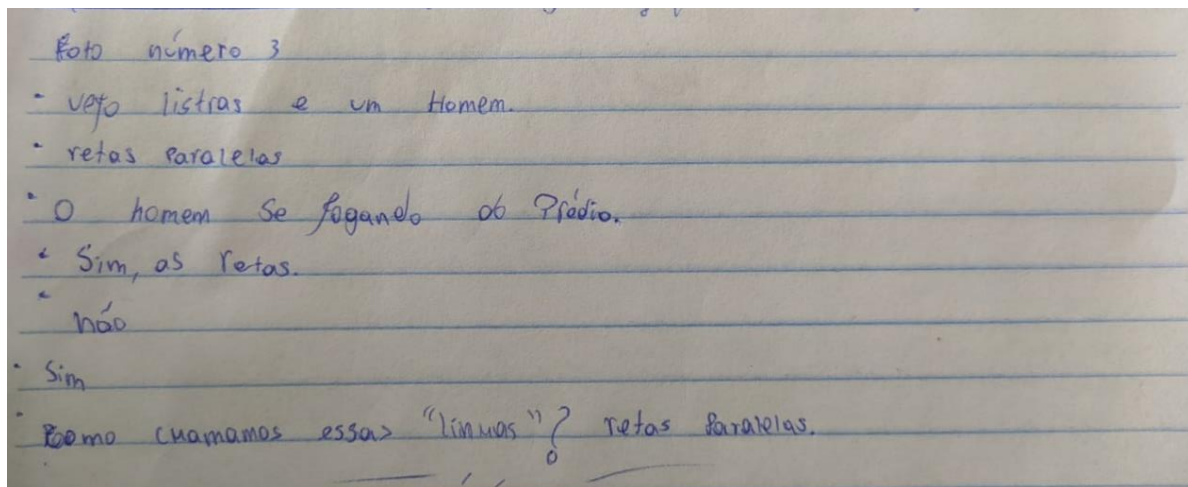 Foto número 3
- vejo listras e um Homem.
- retas Paralelas
- O homem se jogando do Prédio.
- Sim, as retas.
- não
- Sim
- Como chamamos essas "linhas"? retas Paralelas.